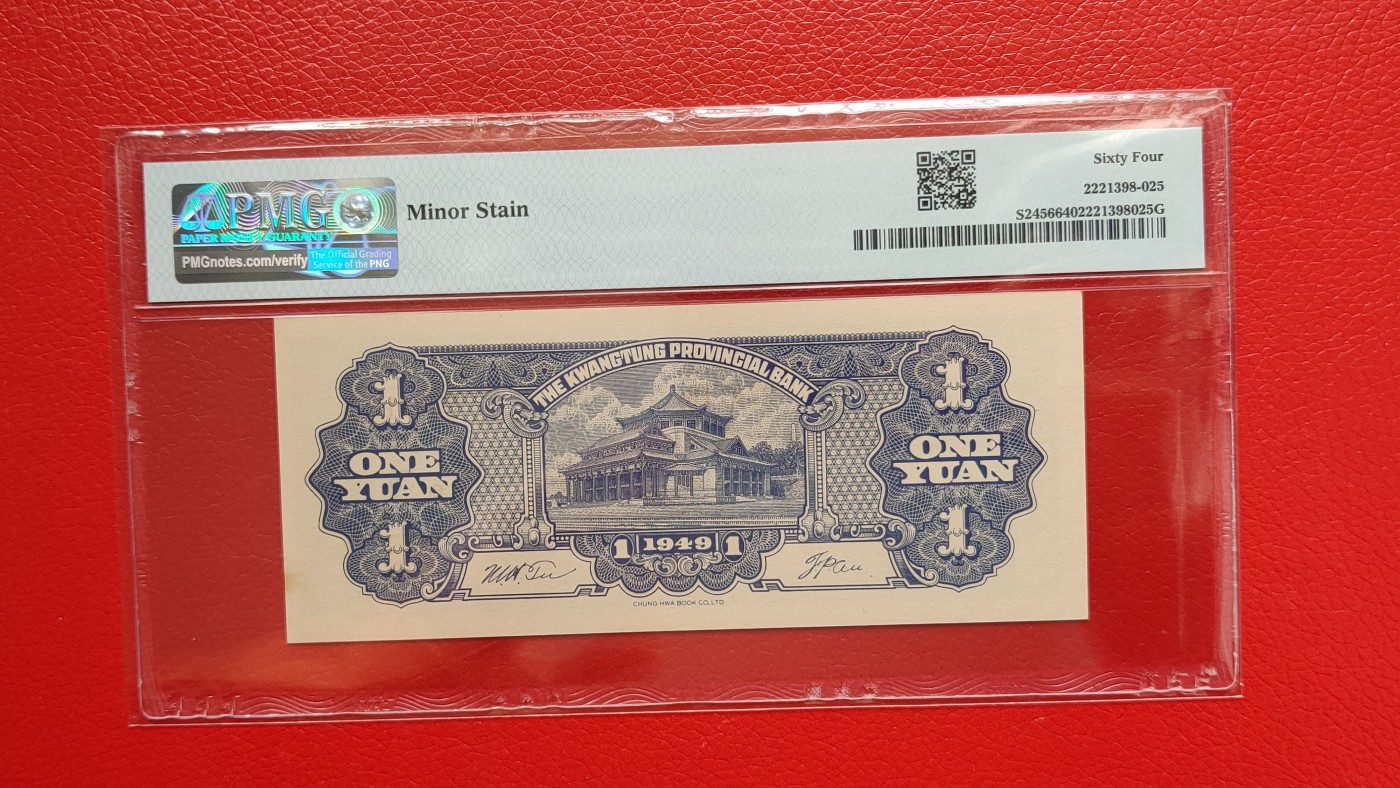 PMG
PAPER MONEY GUARANTY
PMGnotes.com/verify
The Official Grading
Service of the PNG
Minor Stain
Sixty Four
2221398-025
S24566402221398025G
THE KWANGTUNG PROVINCIAL BANK
1
1
ONE
YUAN
ONE
YUAN
1
1
1 1949 1
CHUNG HWA BOOK CO., LTD.